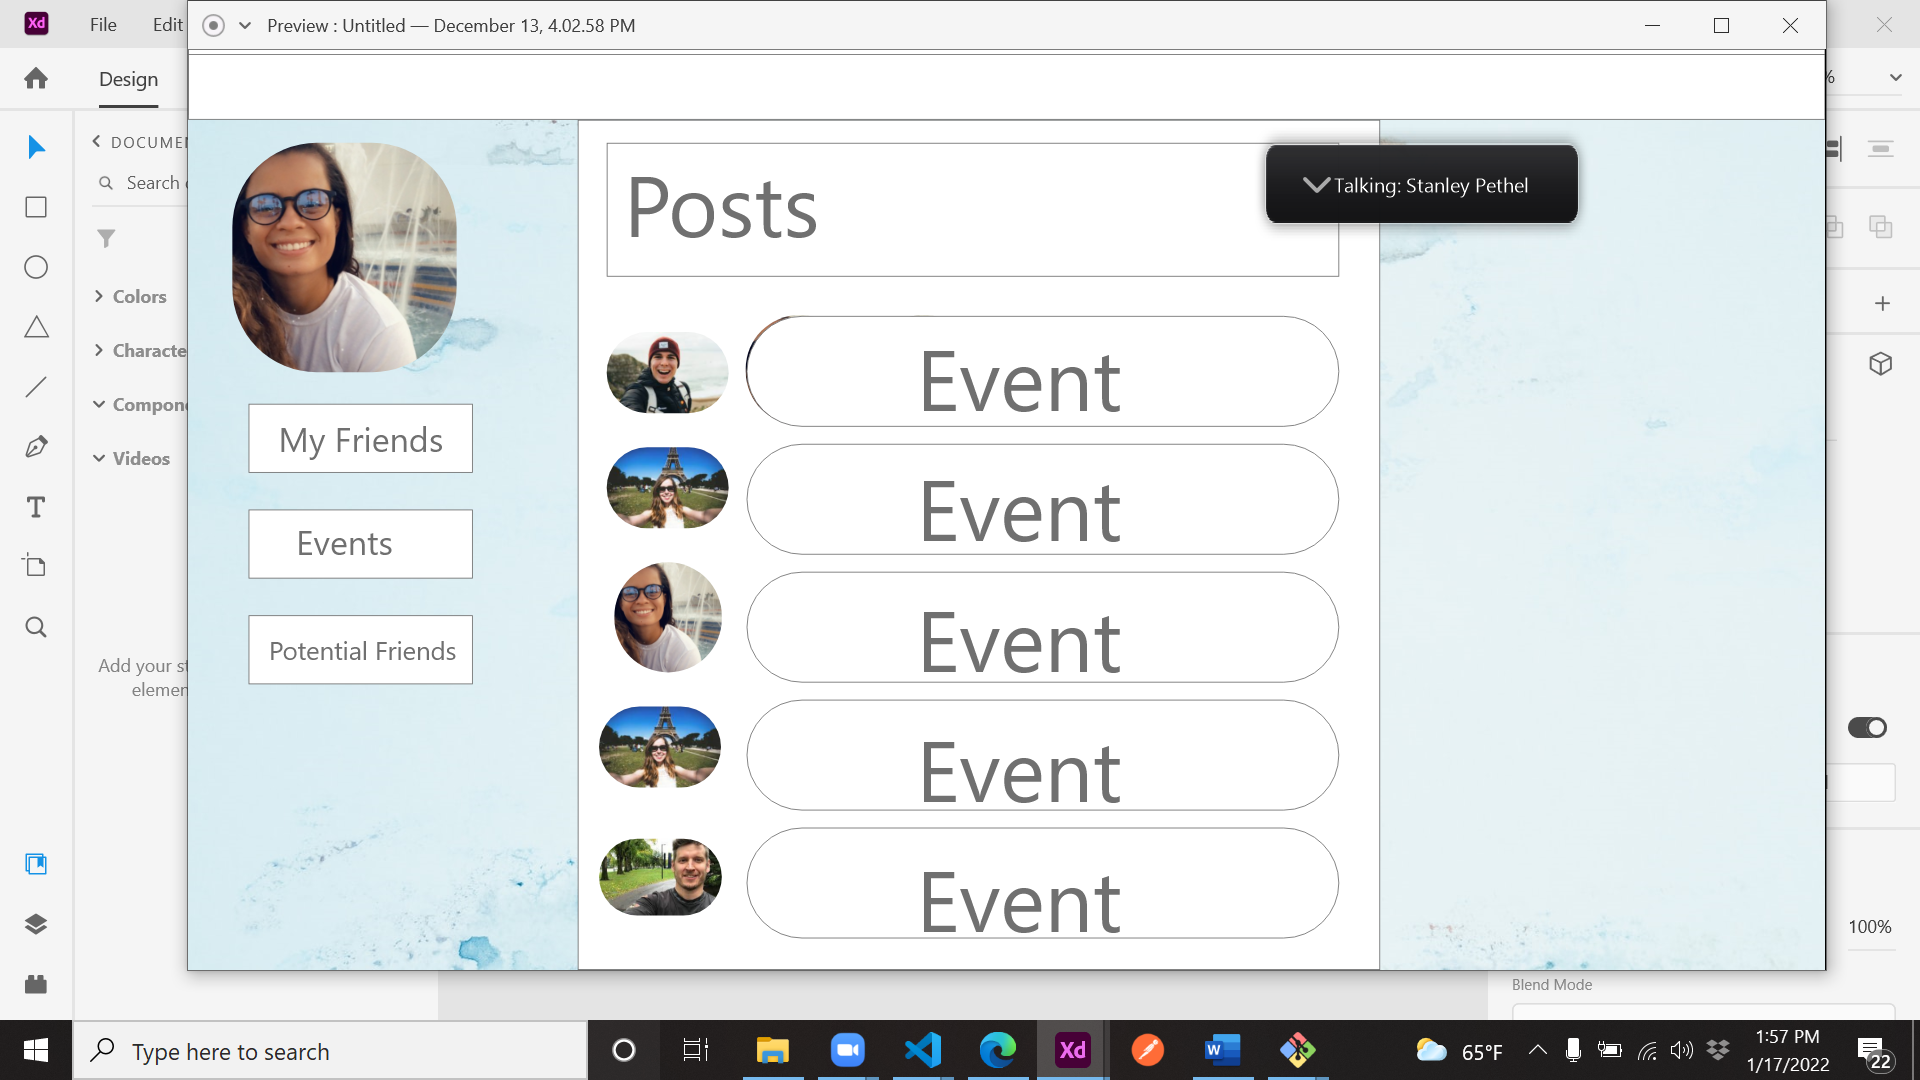 Xd
File
Edit
Preview : Untitled — December 13, 4.02.58 PM
Design
%
DOCUME
Search
Colors
Characte
Compon
Videos
Add your st
elemen
Posts
Talking: Stanley Pethel
My Friends
Events
Potential Friends
Event
Event
Event
Event
Event
100%
Blend Mode
Type here to search
Xd
W
65°F
1:57 PM
1/17/2022
22